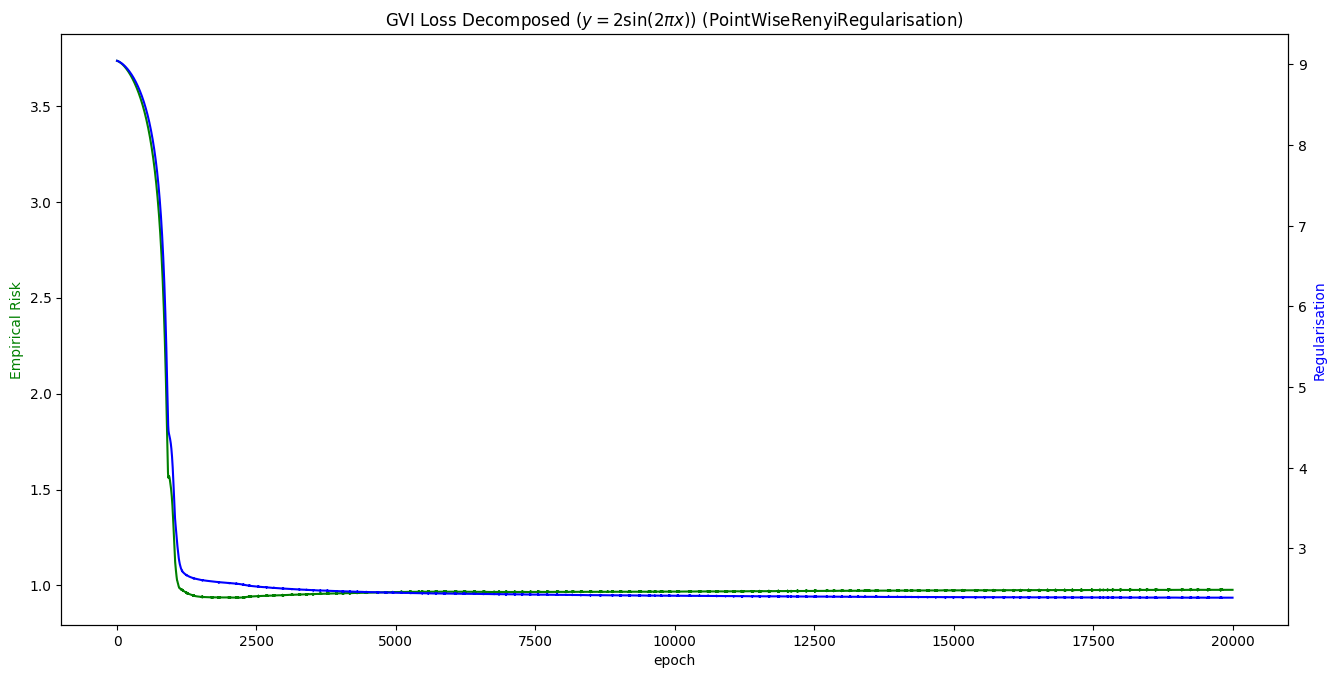 GVI Loss Decomposed (y = 2sin(2πx)) (PointWiseRenyiRegularisation)
Empirical Risk
3.5
3.0
2.5
2.0
1.5
1.0
9
8
7
6
5
4
3
Regularisation
0 2500 5000 7500 10000 12500 15000 17500 20000
epoch